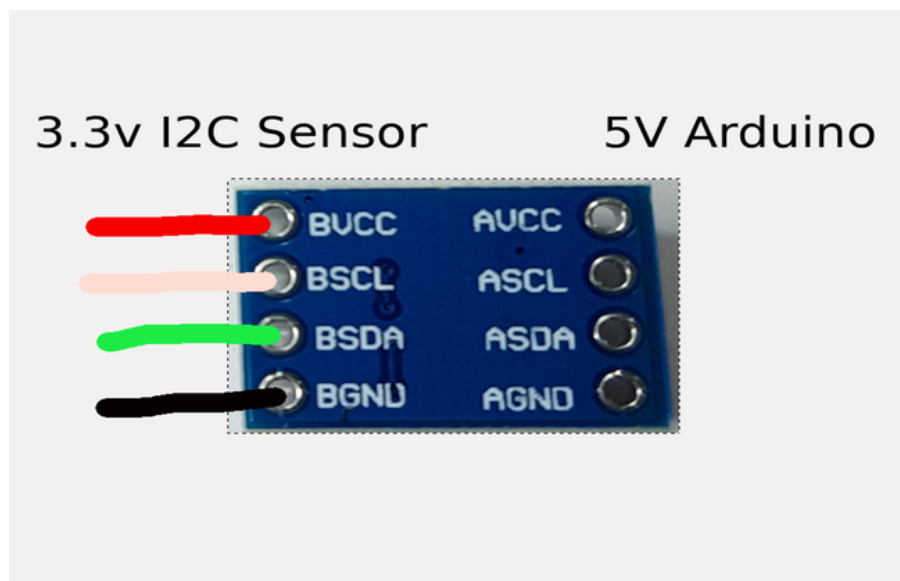 3.3v I2C Sensor 5V Arduino
BVCC AVCC
BSCL ASCL
BSDA ASDA
BGND AGND